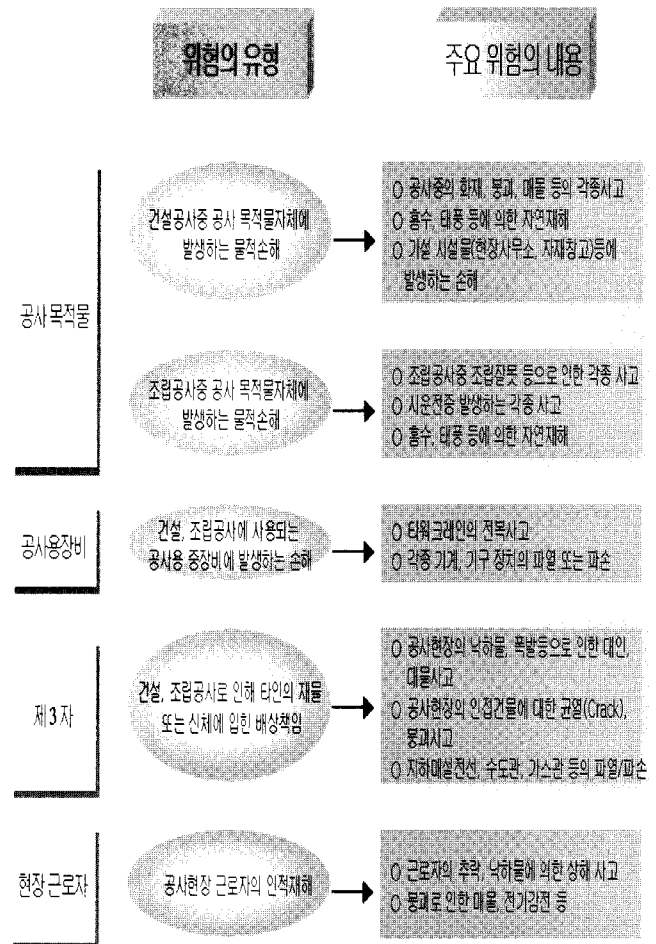 위험의 유형
주요 위험의 내용
공사 목적물
건설공사중 공사 목적물자체에
발생하는 물적손해
O 공사중의 화재, 붕괴, 매몰 등의 각종사고
O 홍수, 태풍 등에 의한 자연재해
O 가설 시설물(현장사무소, 자재창고)등에
발생하는 손해
조립공사중 공사 목적물자체에
발생하는 물적손해
O 조립공사중 조립잘못 등으로 인한 각종 사고
O 시운전중 발생하는 각종 사고
O 홍수, 태풍 등에 의한 자연재해
공사용장비
건설, 조립공사에 사용되는
공사용 중장비에 발생하는 손해
O 타워크레인의 전복사고
O 각종 기계, 기구 장치의 파열 또는 파손
제3자
건설, 조립공사로 인해 타인의 재물
또는 신체에 입힌 배상책임
O 공사현장의 낙하물, 폭발등으로 인한 대인,
대물사고
O 공사현장의 인접건물에 대한 균열(Crack),
붕괴사고
O 지하매설전선, 수도관, 가스관 등의 파열/파손
현장 근로자
공사현장 근로자의 인적재해
O 근로자의 추락, 낙하물에 의한 상해 사고
O 붕괴로 인한 매몰, 전기감전 등